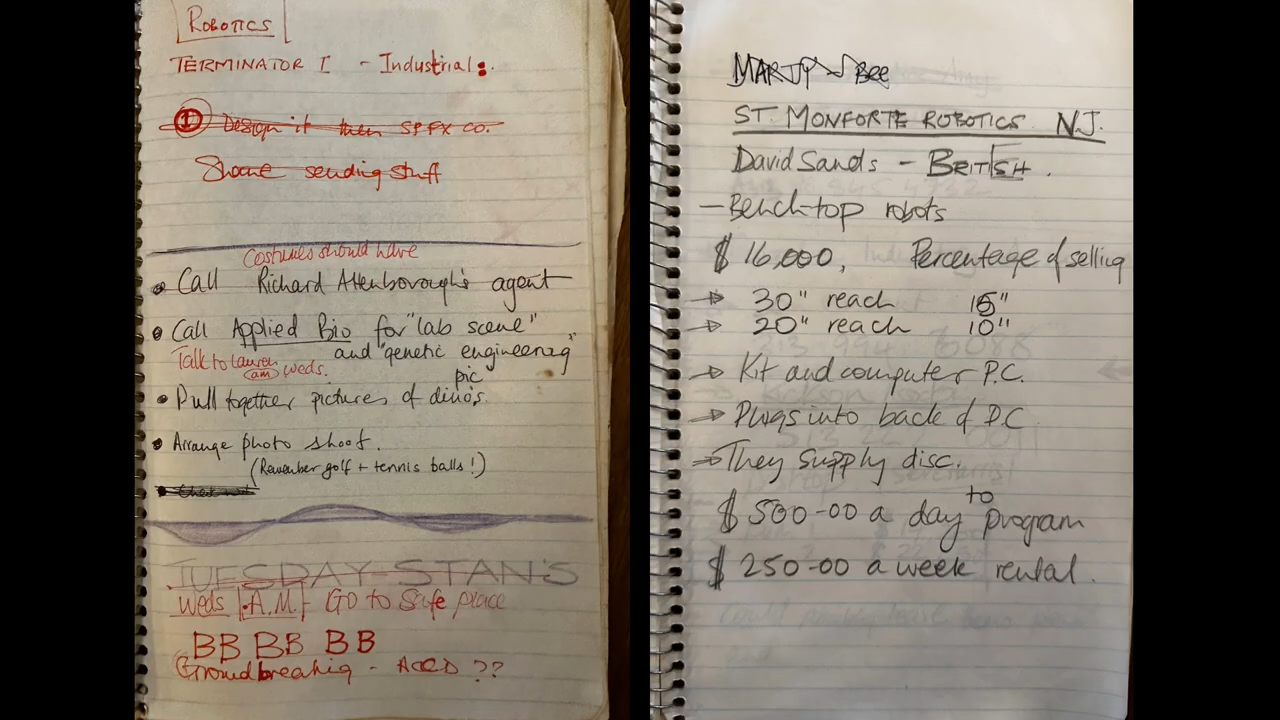 ROBOTICS
TERMINATOR I - Industrial:
① Design it then SPFX CO.
sending stuff
Costumes should have
• Call Richard Attenborough's agent
• Call Applied Bio for "lab scene"
and "genetic engineering"
Talk to Lauren weds.
am
pic
• Pull together pictures of dino's.
• Arrange photo shoot.
(Remember golf + tennis balls!)
TUESDAY - STAN'S
Weds A.M. GO to Safe place
BB BB BB
Groundbreaking - ??
MARTY BEE
ST. MONFORTE ROBOTICS N.J.
David Sands - BRITISH.
- Bench-top robots
$ 16,000, Percentage of selling
→ 30" reach 15"
→ 20" reach 10"
→ Kit and computer P.C.
→ Plugs into back of P.C
→ They supply disc.
to
$ 500-00 a day program
$ 250-00 a week rental.